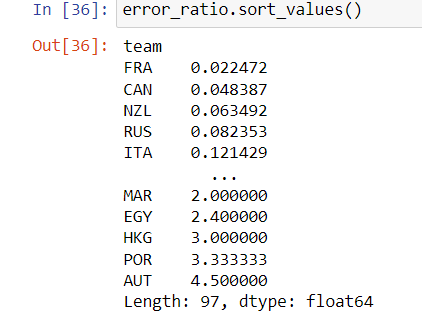 In [36]: error_ratio.sort_values()
Out[36]: team
FRA 0.022472
CAN 0.048387
NZL 0.063492
RUS 0.082353
ITA 0.121429
...
MAR 2.000000
EGY 2.400000
HKG 3.000000
POR 3.333333
AUT 4.500000
Length: 97, dtype: float64